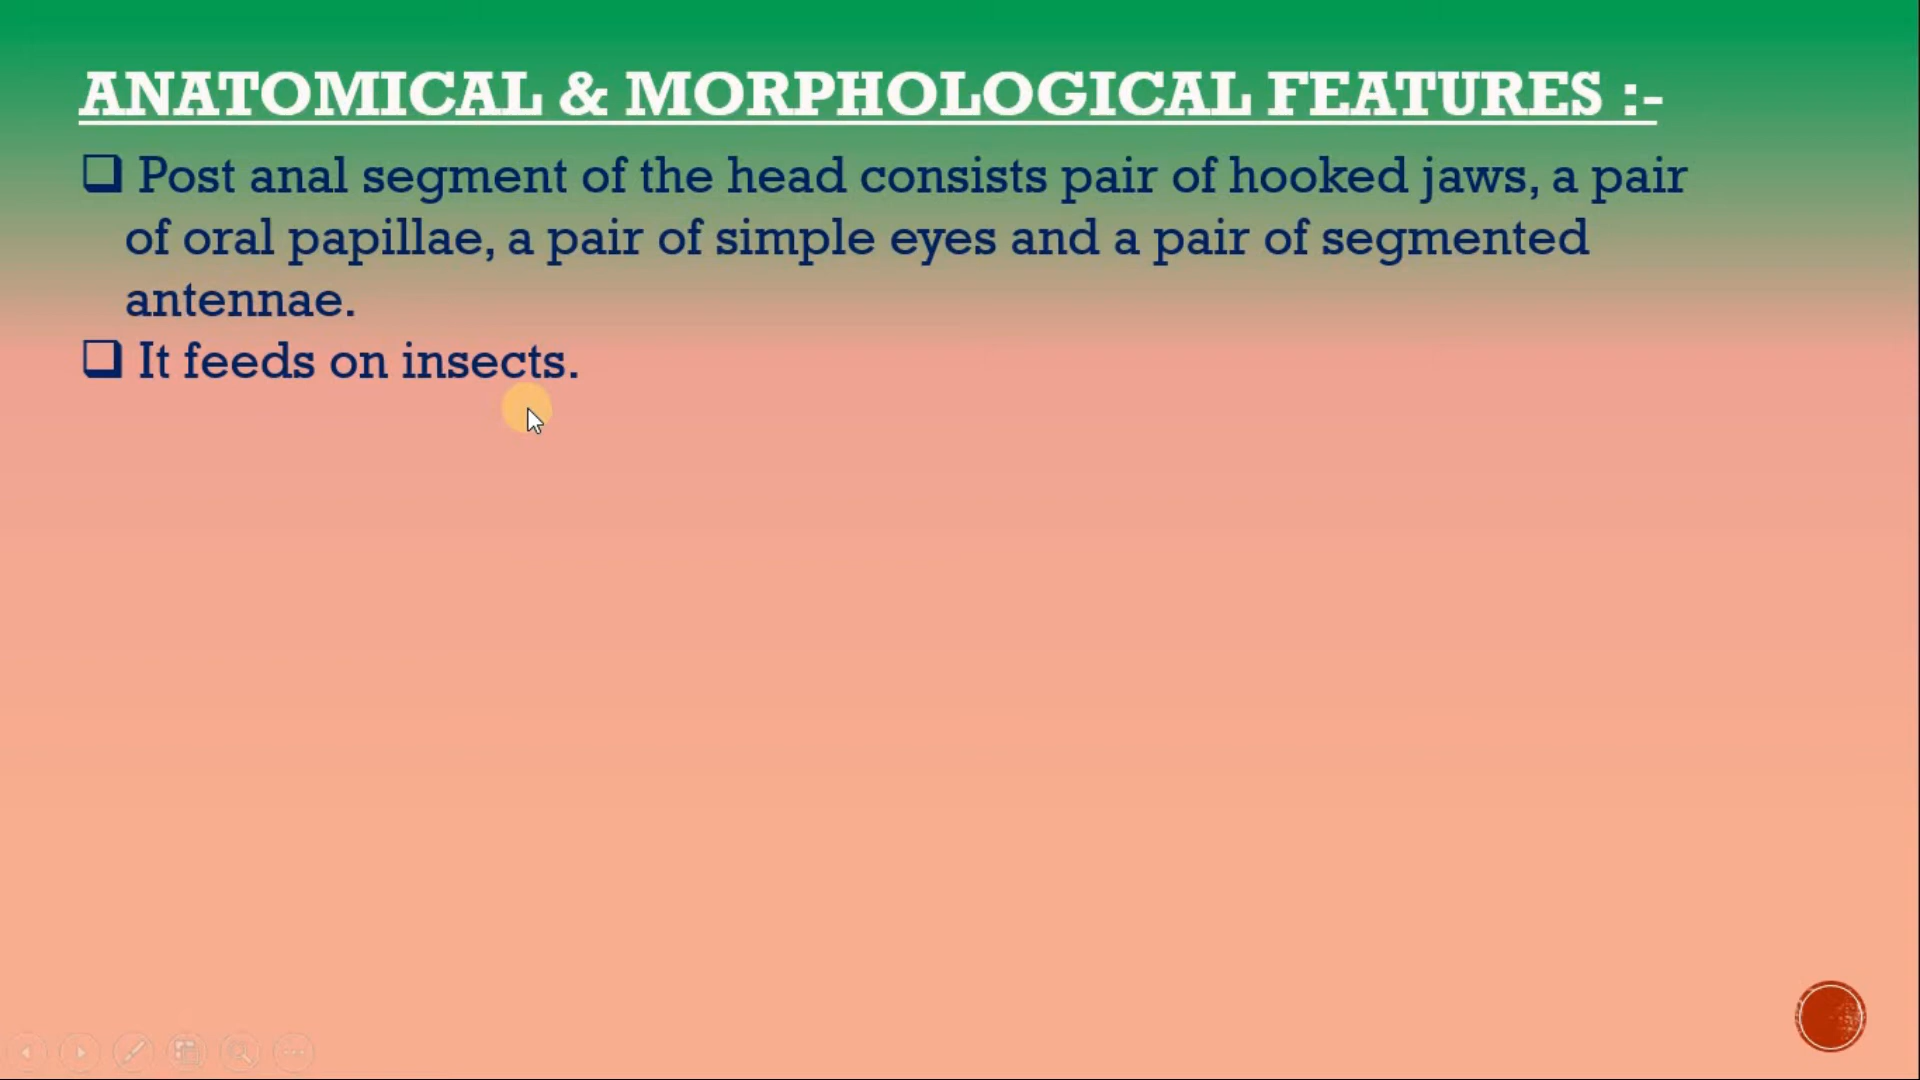 ANATOMICAL & MORPHOLOGICAL FEATURES :-
❑ Post anal segment of the head consists pair of hooked jaws, a pair
of oral papillae, a pair of simple eyes and a pair of segmented
antennae.
❑ It feeds on insects.